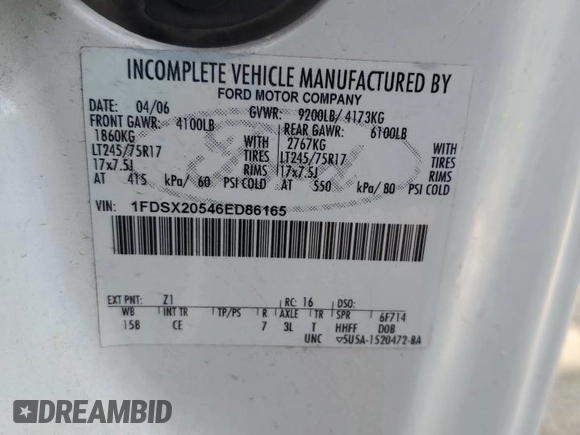 INCOMPLETE VEHICLE MANUFACTURED BY
FORD MOTOR COMPANY
DATE: 04/06 GVWR: 9200LB/ 4173KG
FRONT GAWR: 4100LB REAR GAWR: 6100LB
1860KG WITH 2767KG WITH
LT245/75R17 TIRES LT245/75R17 TIRES
17x7.5J RIMS 17x7.5J RIMS
AT 415 kPa/ 60 PSI COLD AT 550 kPa/ 80 PSI COLD
VIN: 1FDSX20546ED86165
EXT PNT: Z1 RC: 16 DSO:
WB INT TR TP/PS R AXLE TR SPR 6F714
158 CE 7 3L T HHFF D0B
UNC ▽5U5A-1520472-BA
DREAMBID